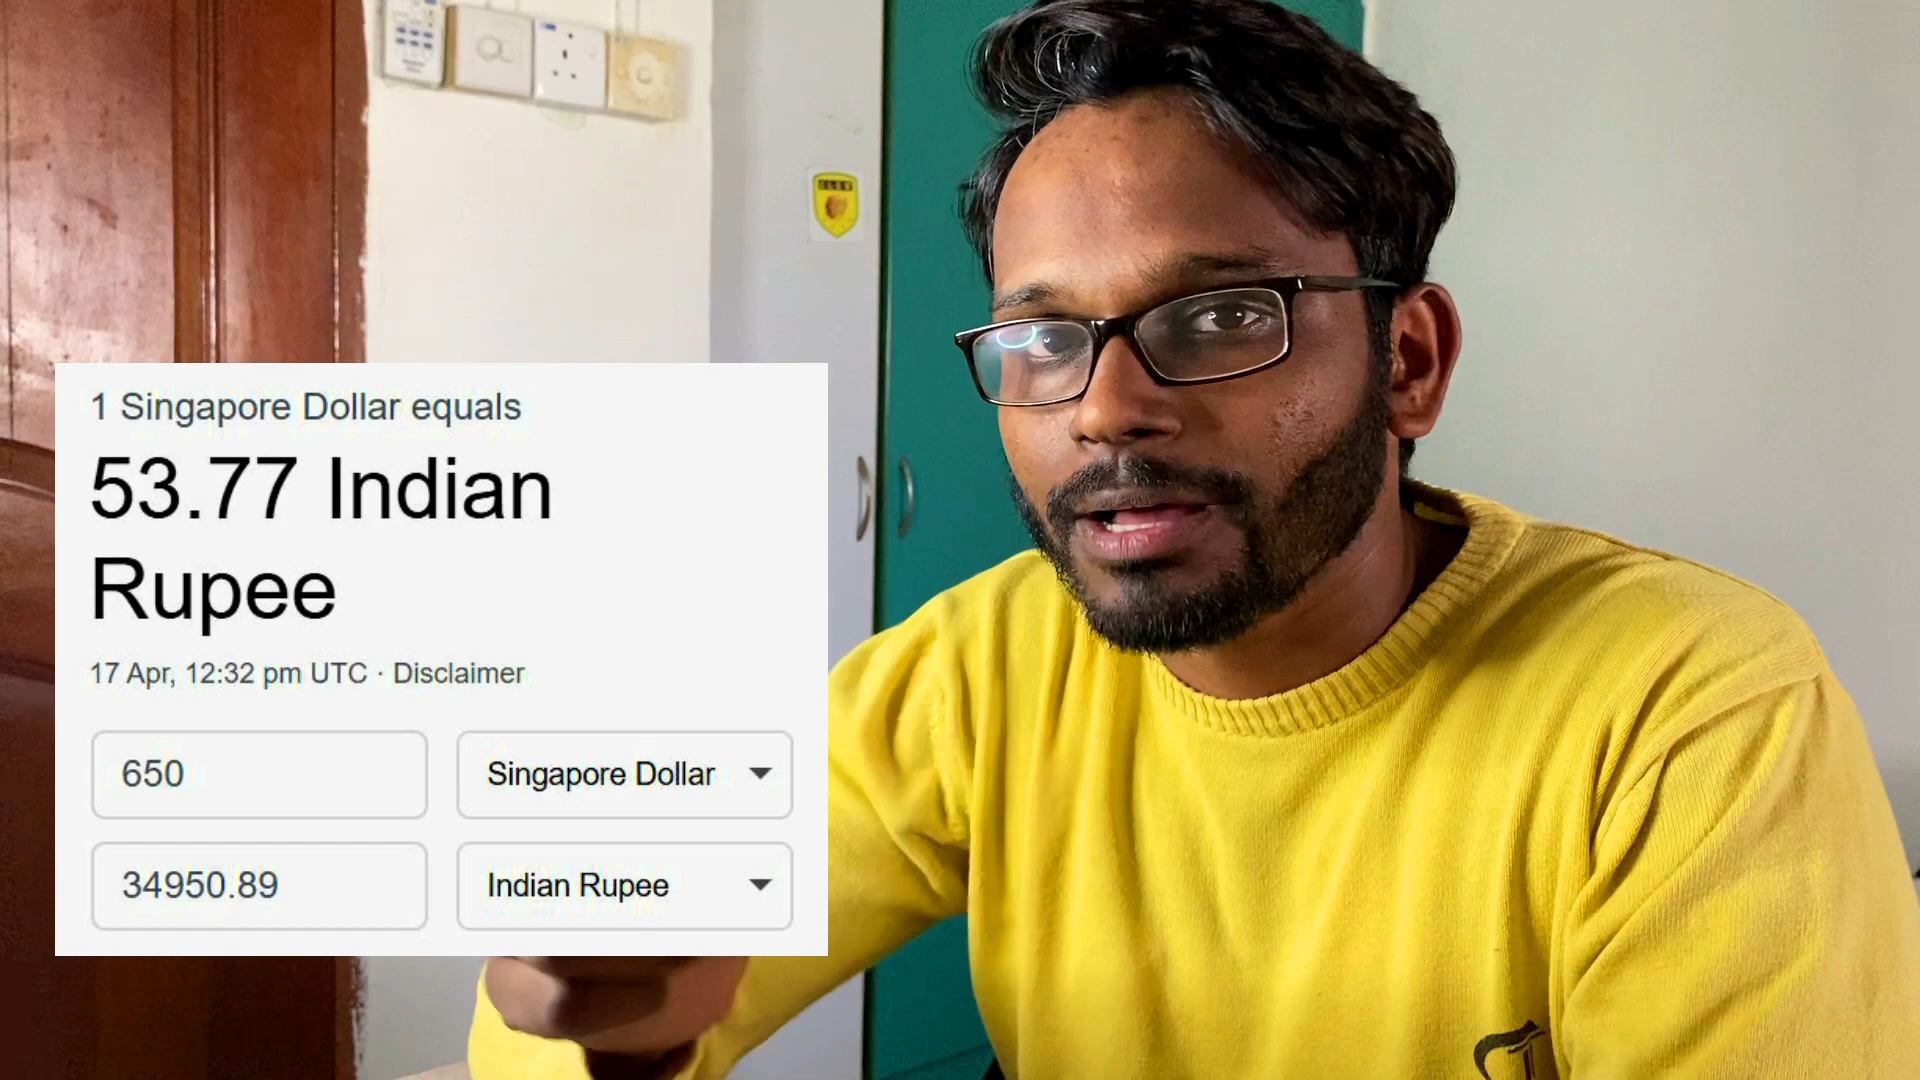 1 Singapore Dollar equals
53.77 Indian
Rupee
17 Apr, 12:32 pm UTC · Disclaimer
650
Singapore Dollar
34950.89
Indian Rupee